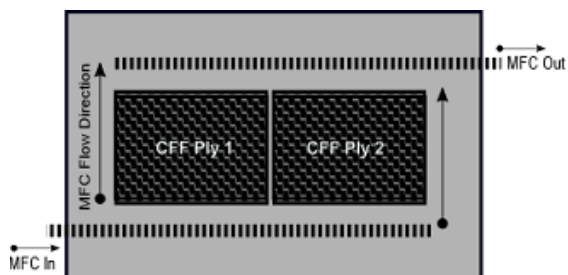 MFC Out
MFC Flow Direction
CFF Ply 1
CFF Ply 2
MFC In